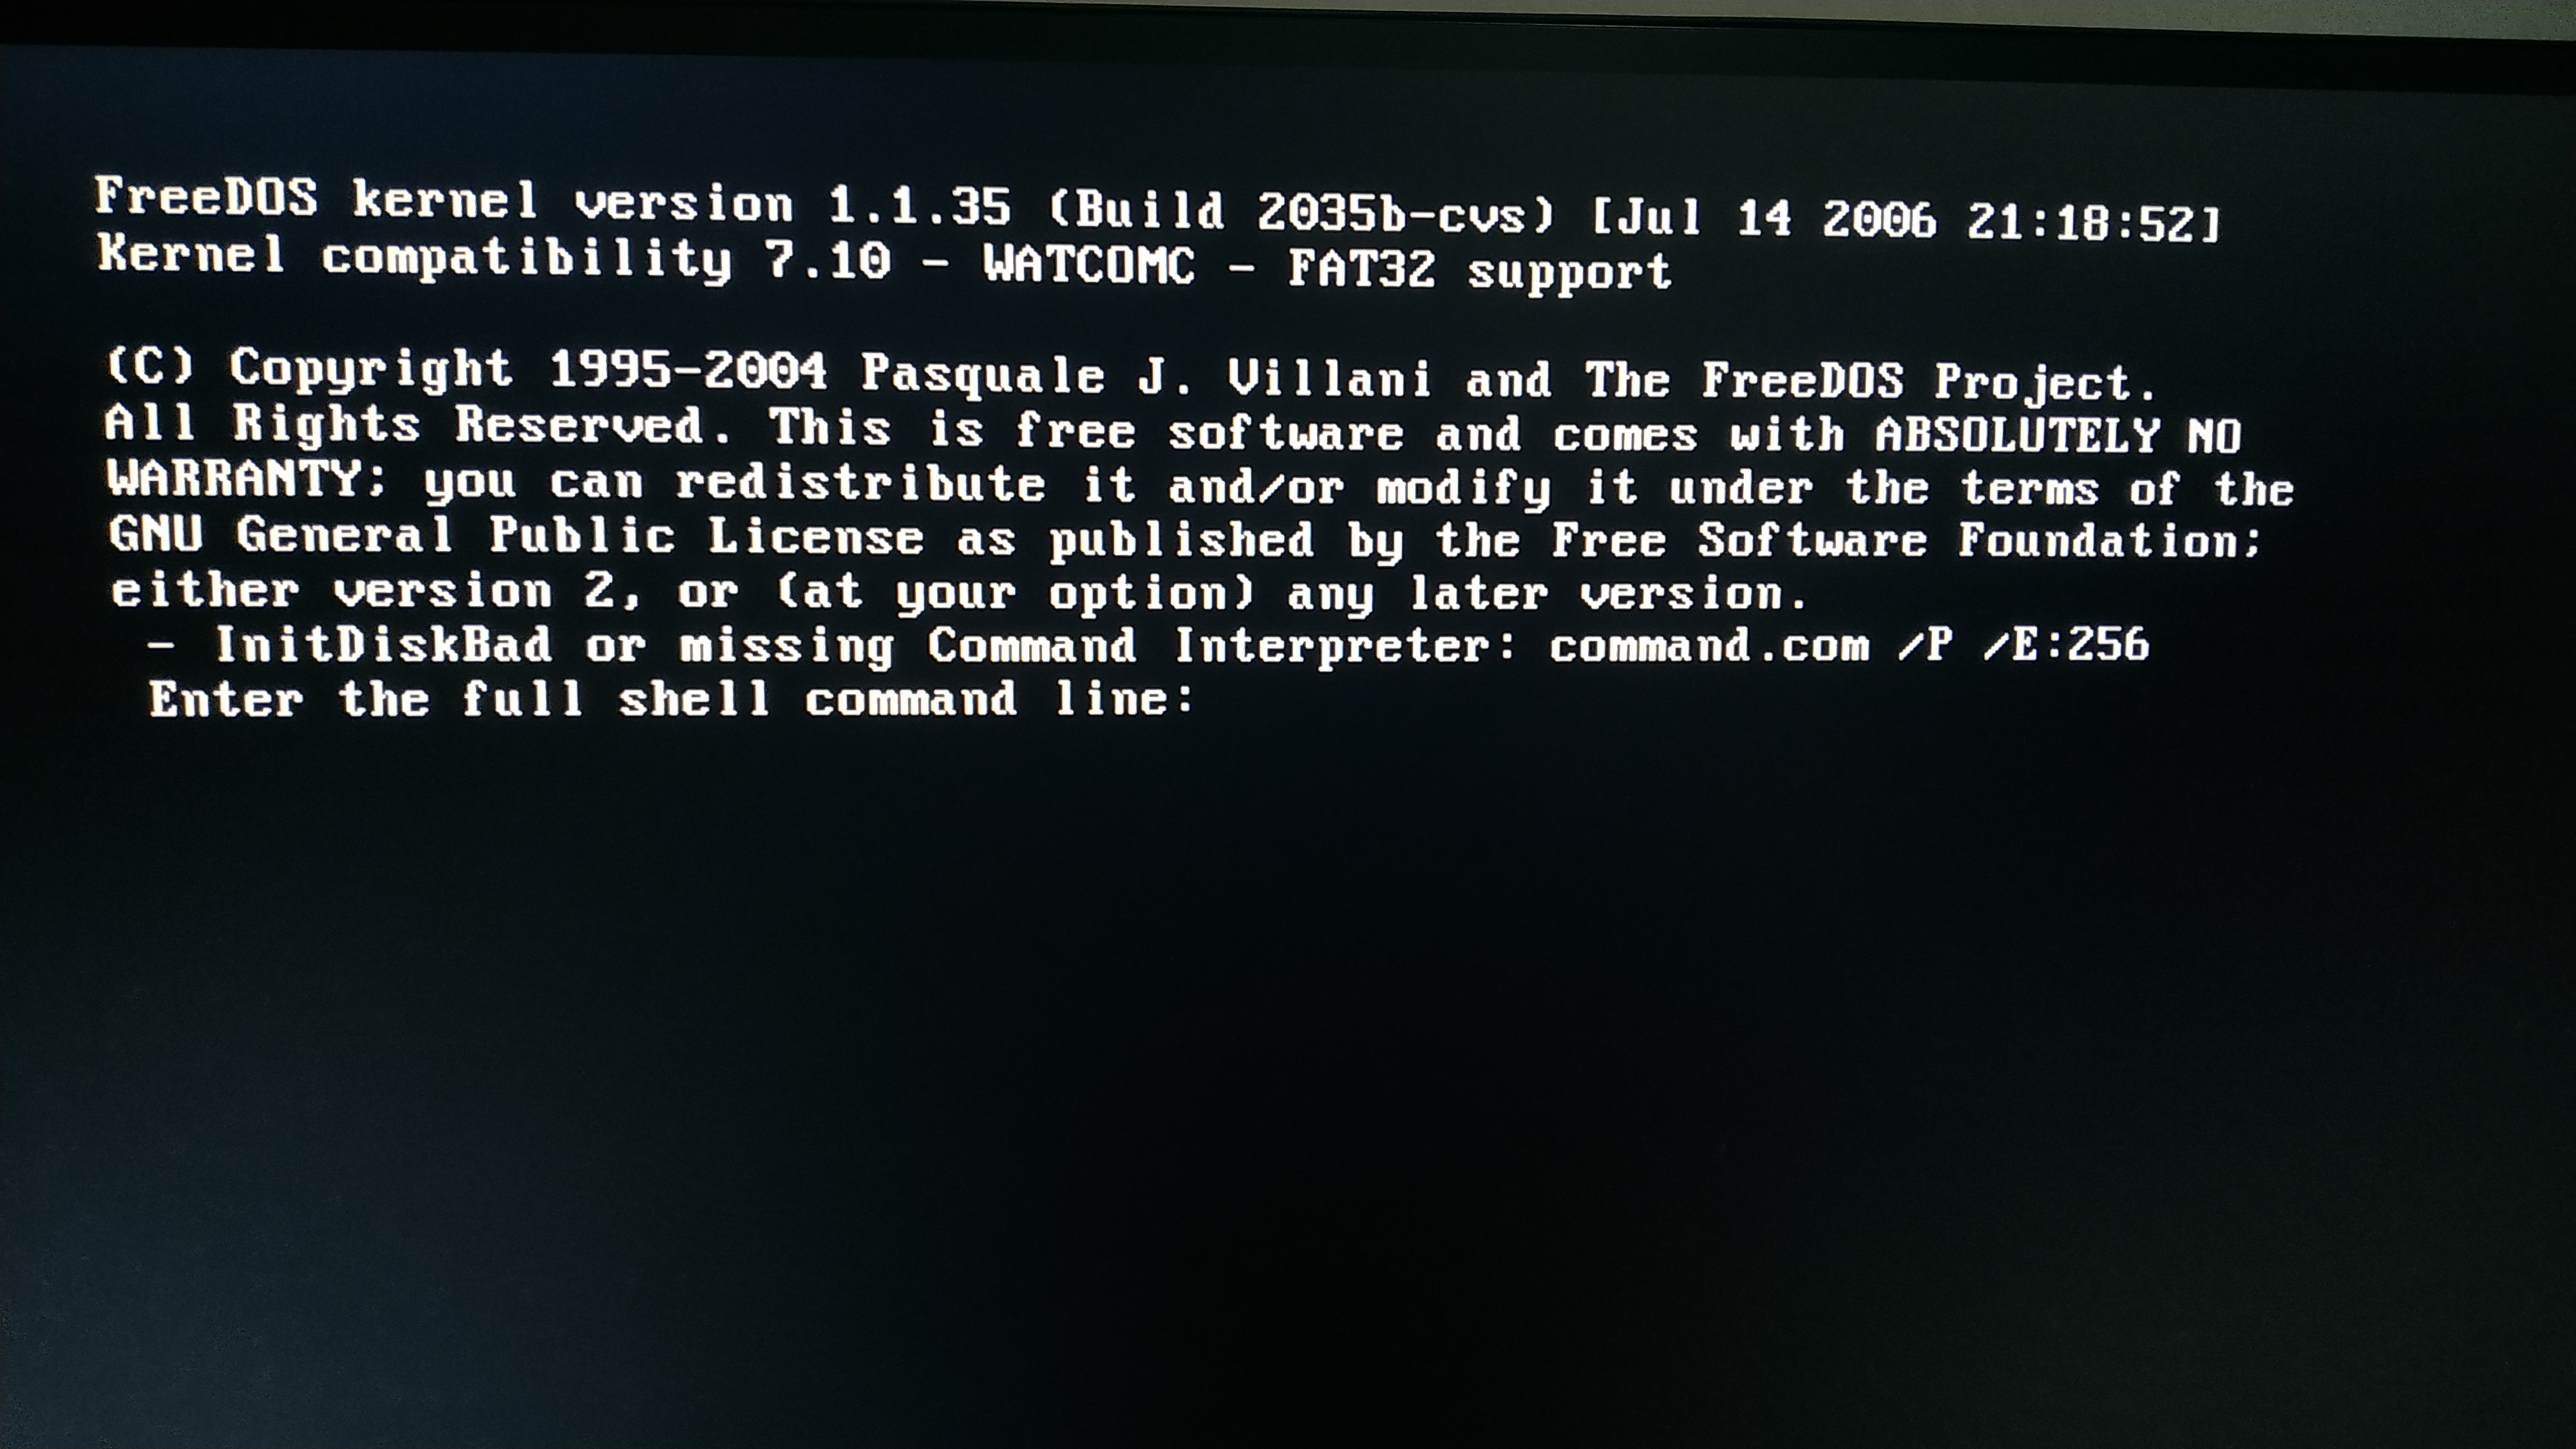 FreeDOS kernel version 1.1.35 (Build 2035b-cvs) [Jul 14 2006 21:18:52]
Kernel compatibility 7.10 - WATCOMC - FAT32 support
(C) Copyright 1995-2004 Pasquale J. Villani and The FreeDOS Project.
All Rights Reserved. This is free software and comes with ABSOLUTELY NO
WARRANTY; you can redistribute it and/or modify it under the terms of the
GNU General Public License as published by the Free Software Foundation;
either version 2, or (at your option) any later version.
- InitDiskBad or missing Command Interpreter: command.com /P /E:256
Enter the full shell command line: